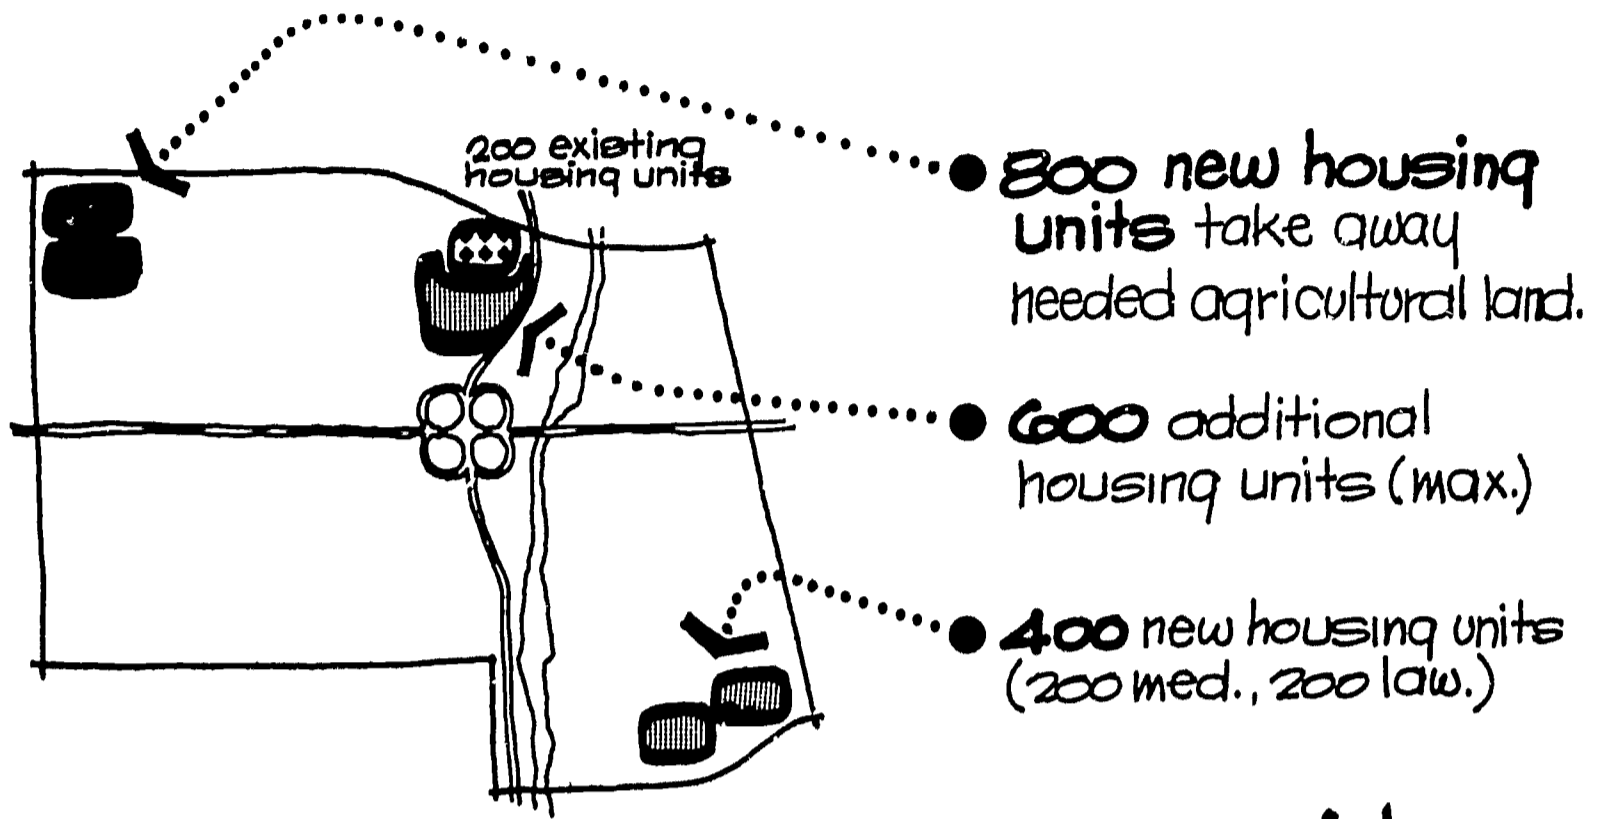 200 existing
housing units
800 new housing
units take away
needed agricultural land.
600 additional
housing units (max.)
400 new housing units
(200 med., 200 law.)